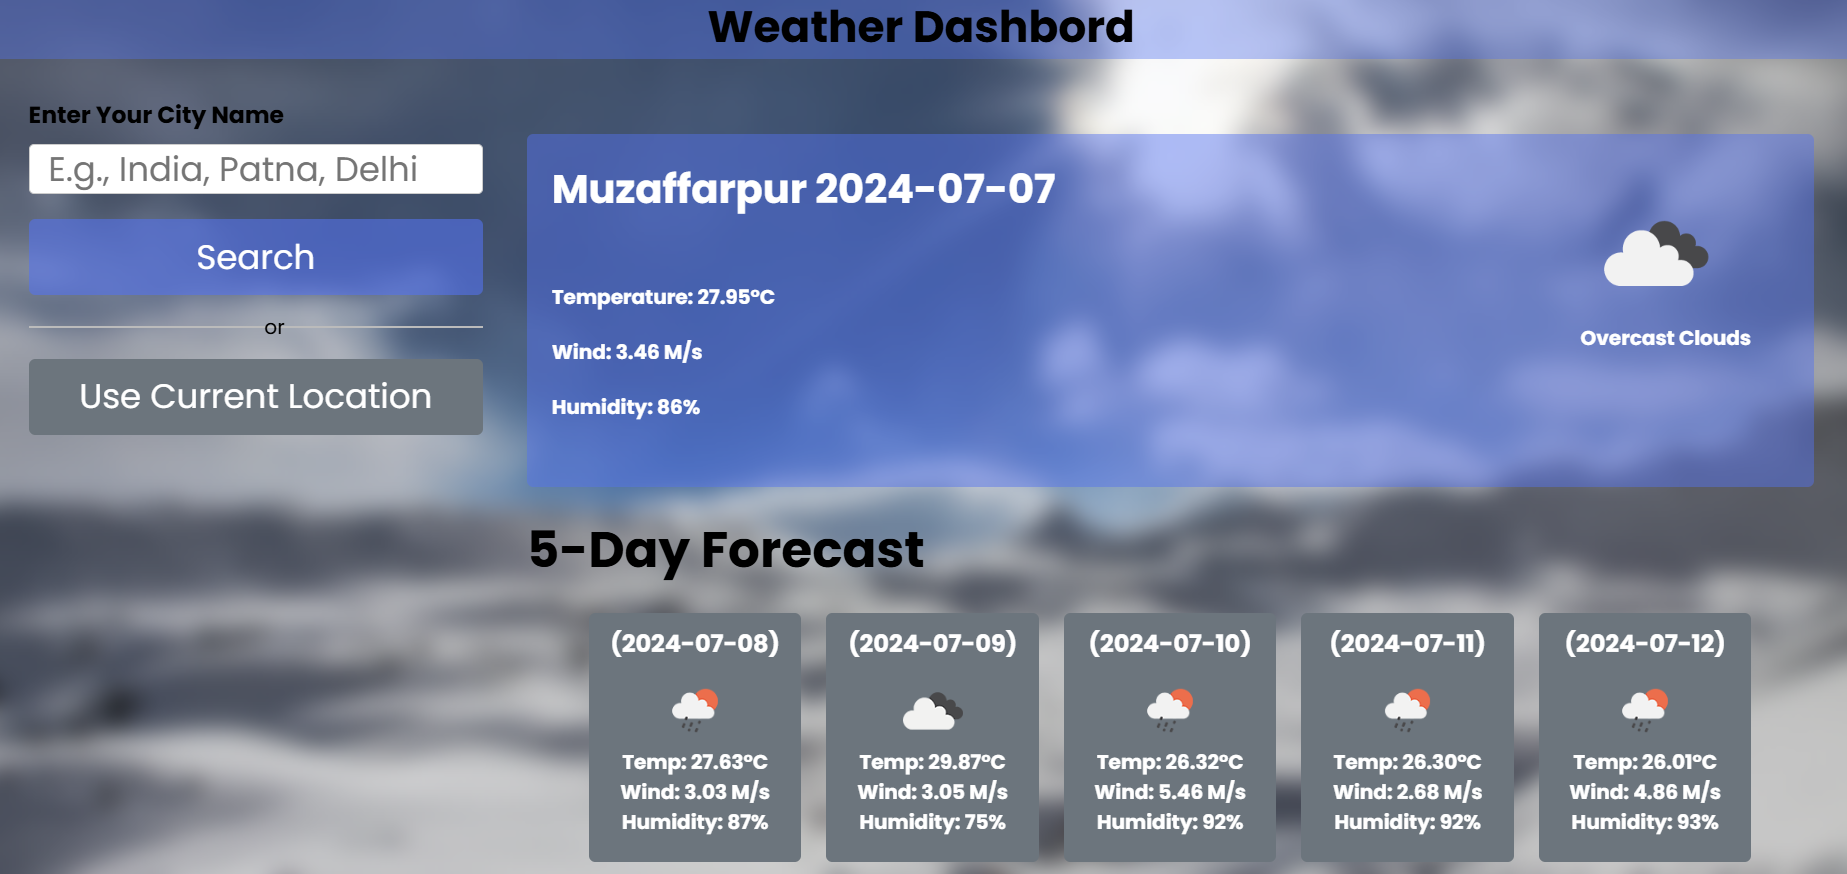 Weather Dashbord
Enter Your City Name
E.g., India, Patna, Delhi
Search
or
Use Current Location
Muzaffarpur 2024-07-07
Temperature: 27.95°C
Wind: 3.46 M/s
Humidity: 86%
Overcast Clouds
5-Day Forecast
(2024-07-08)
Temp: 27.63°C
Wind: 3.03 M/s
Humidity: 87%
(2024-07-09)
Temp: 29.87°C
Wind: 3.05 M/s
Humidity: 75%
(2024-07-10)
Temp: 26.32°C
Wind: 5.46 M/s
Humidity: 92%
(2024-07-11)
Temp: 26.30°C
Wind: 2.68 M/s
Humidity: 92%
(2024-07-12)
Temp: 26.01°C
Wind: 4.86 M/s
Humidity: 93%